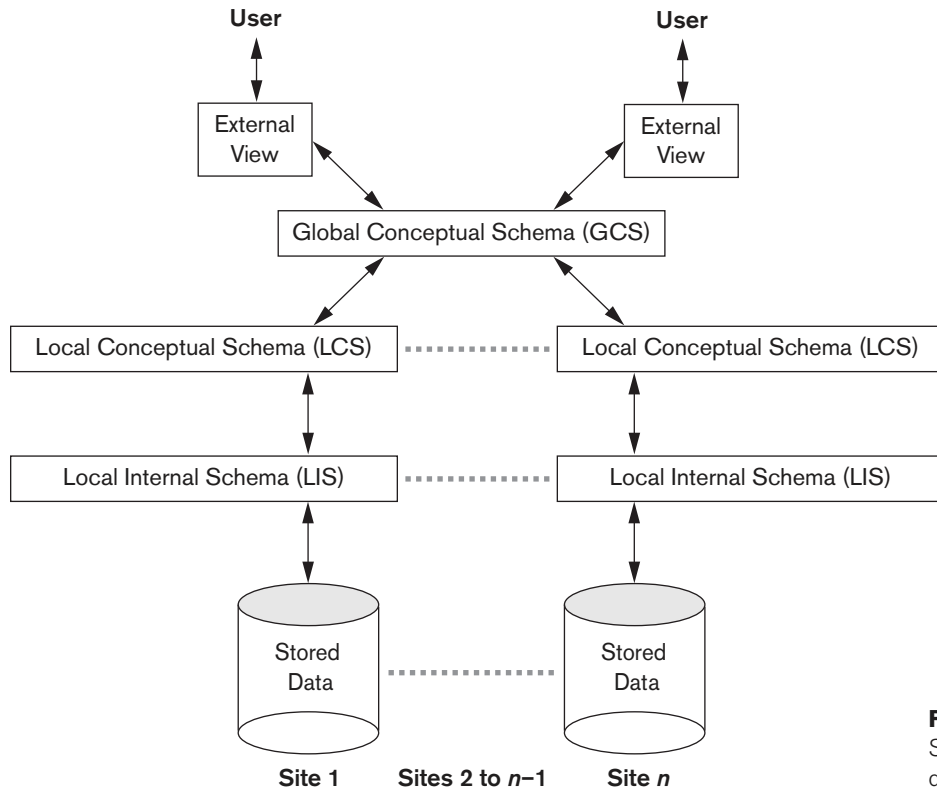 User
User
External
View
External
View
Global Conceptual Schema (GCS)
Local Conceptual Schema (LCS)
Local Conceptual Schema (LCS)
Local Internal Schema (LIS)
Local Internal Schema (LIS)
Stored
Data
Stored
Data
Site 1
Sites 2 to n–1
Site n